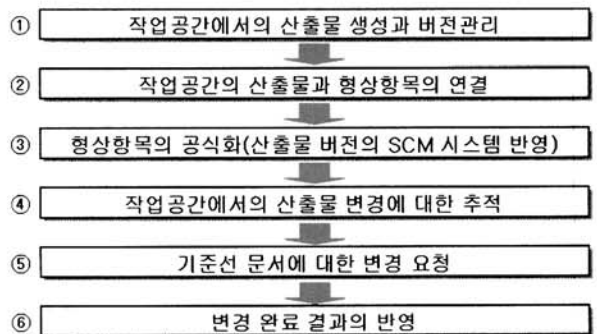 ① 작업공간에서의 산출물 생성과 버전관리
② 작업공간의 산출물과 형상항목의 연결
③ 형상항목의 공식화(산출물 버전의 SCM 시스템 반영)
④ 작업공간에서의 산출물 변경에 대한 추적
⑤ 기준선 문서에 대한 변경 요청
⑥ 변경 완료 결과의 반영